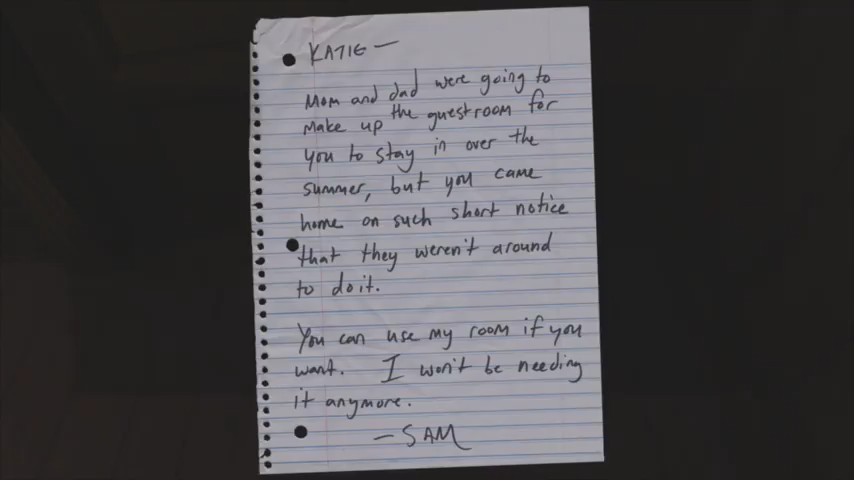 KATIE —
Mom and dad were going to
make up the guestroom for
you to stay in over the
summer, but you came
home on such short notice
that they weren't around
to do it.
You can use my room if you
want. I won't be needing
it anymore.
— SAM